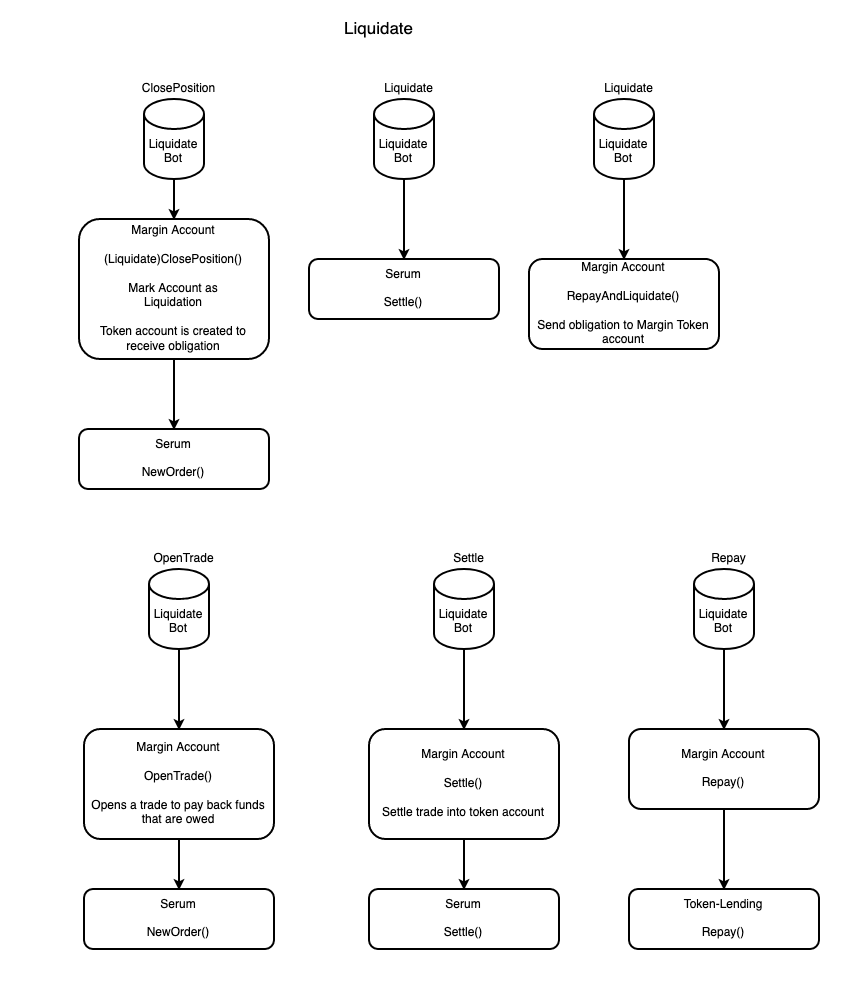 Liquidate
ClosePosition
Liquidate
Bot
Margin Account
(Liquidate)ClosePosition()
Mark Account as
Liquidation
Token account is created to
receive obligation
Serum
NewOrder()
Liquidate
Liquidate
Bot
Serum
Settle()
Liquidate
Liquidate
Bot
Margin Account
RepayAndLiquidate()
Send obligation to Margin Token
account
OpenTrade
Liquidate
Bot
Margin Account
OpenTrade()
Opens a trade to pay back funds
that are owed
Serum
NewOrder()
Settle
Liquidate
Bot
Margin Account
Settle()
Settle trade into token account
Serum
Settle()
Repay
Liquidate
Bot
Margin Account
Repay()
Token-Lending
Repay()